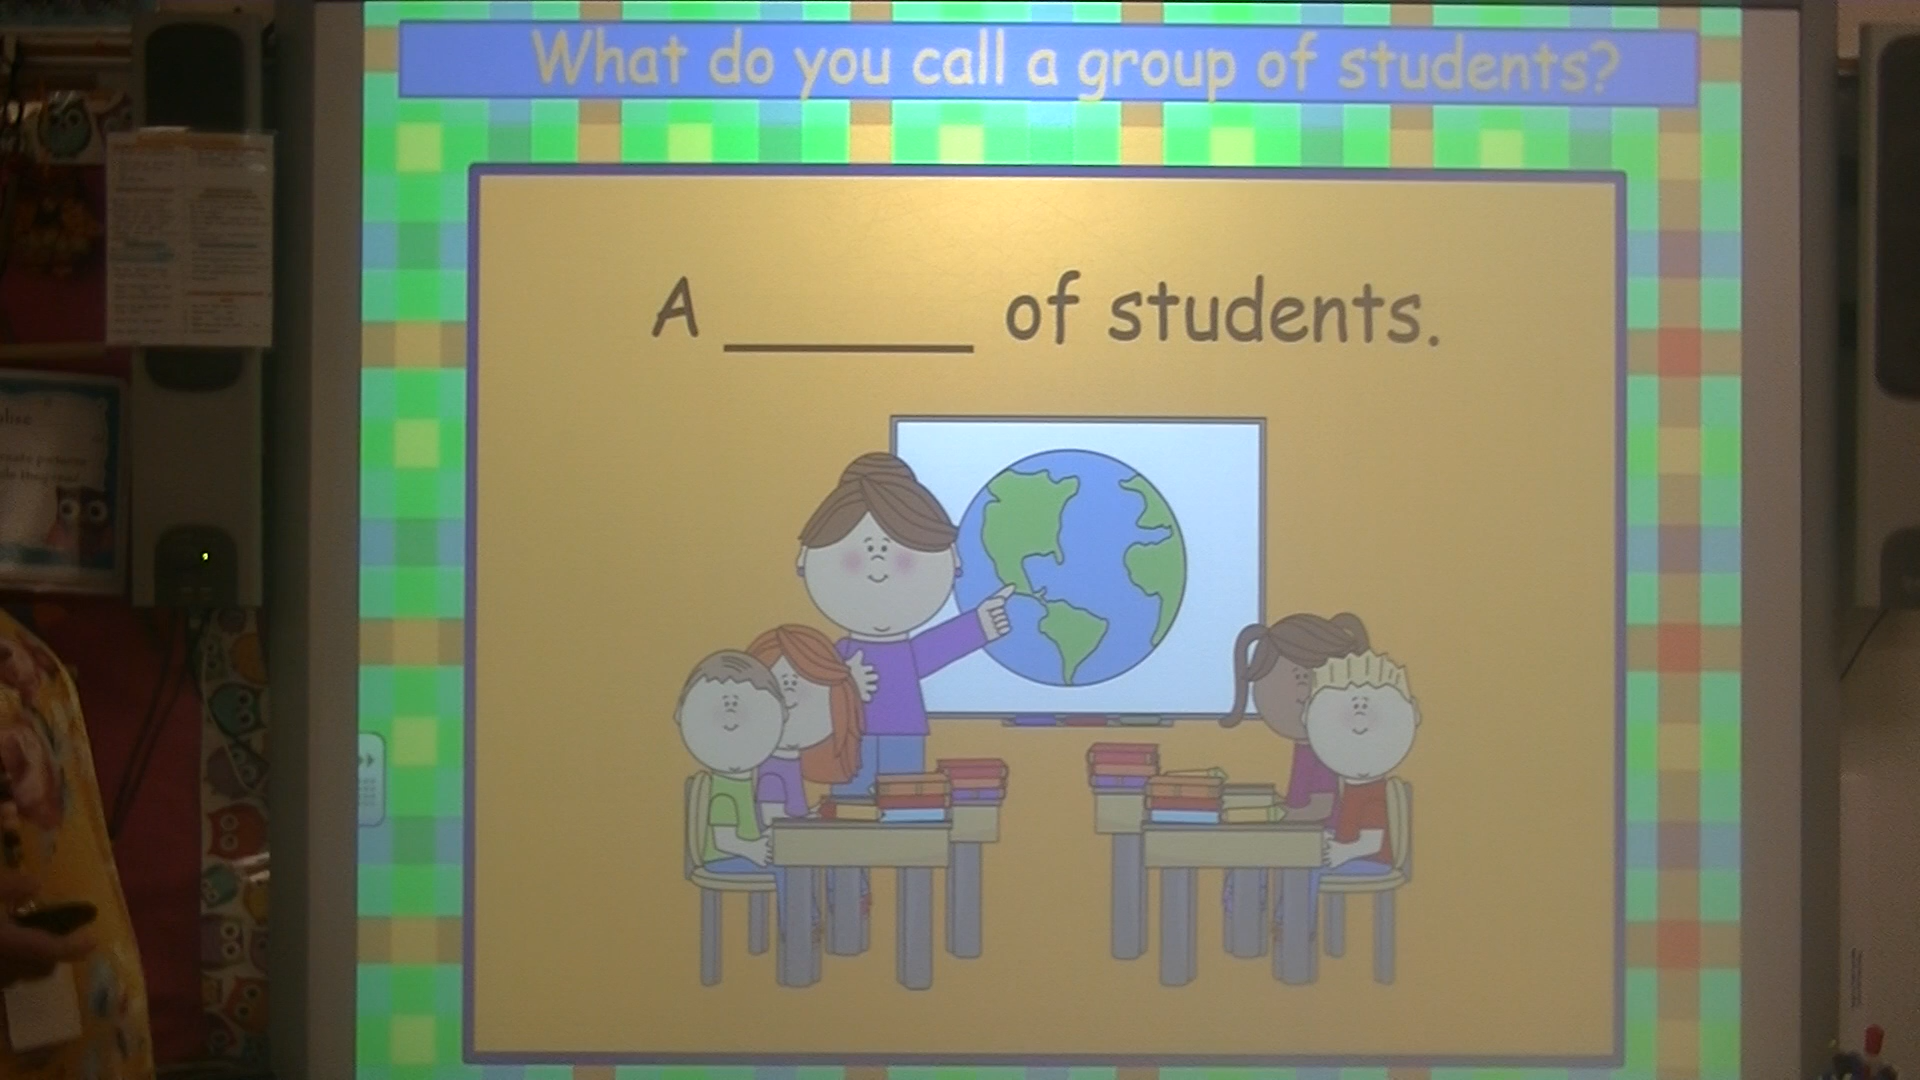 What do you call a group of students?
A ______ of students.